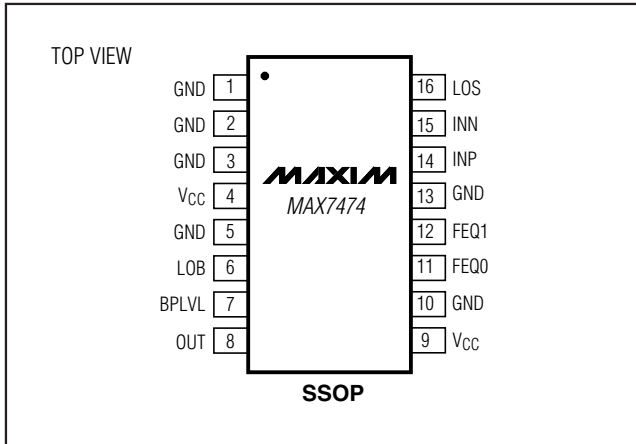 TOP VIEW
GND 1
GND 2
GND 3
VCC 4
GND 5
LOB 6
BPLVL 7
OUT 8
MAXIM
MAX7474
16 LOS
15 INN
14 INP
13 GND
12 FEQ1
11 FEQ0
10 GND
9 VCC
SSOP